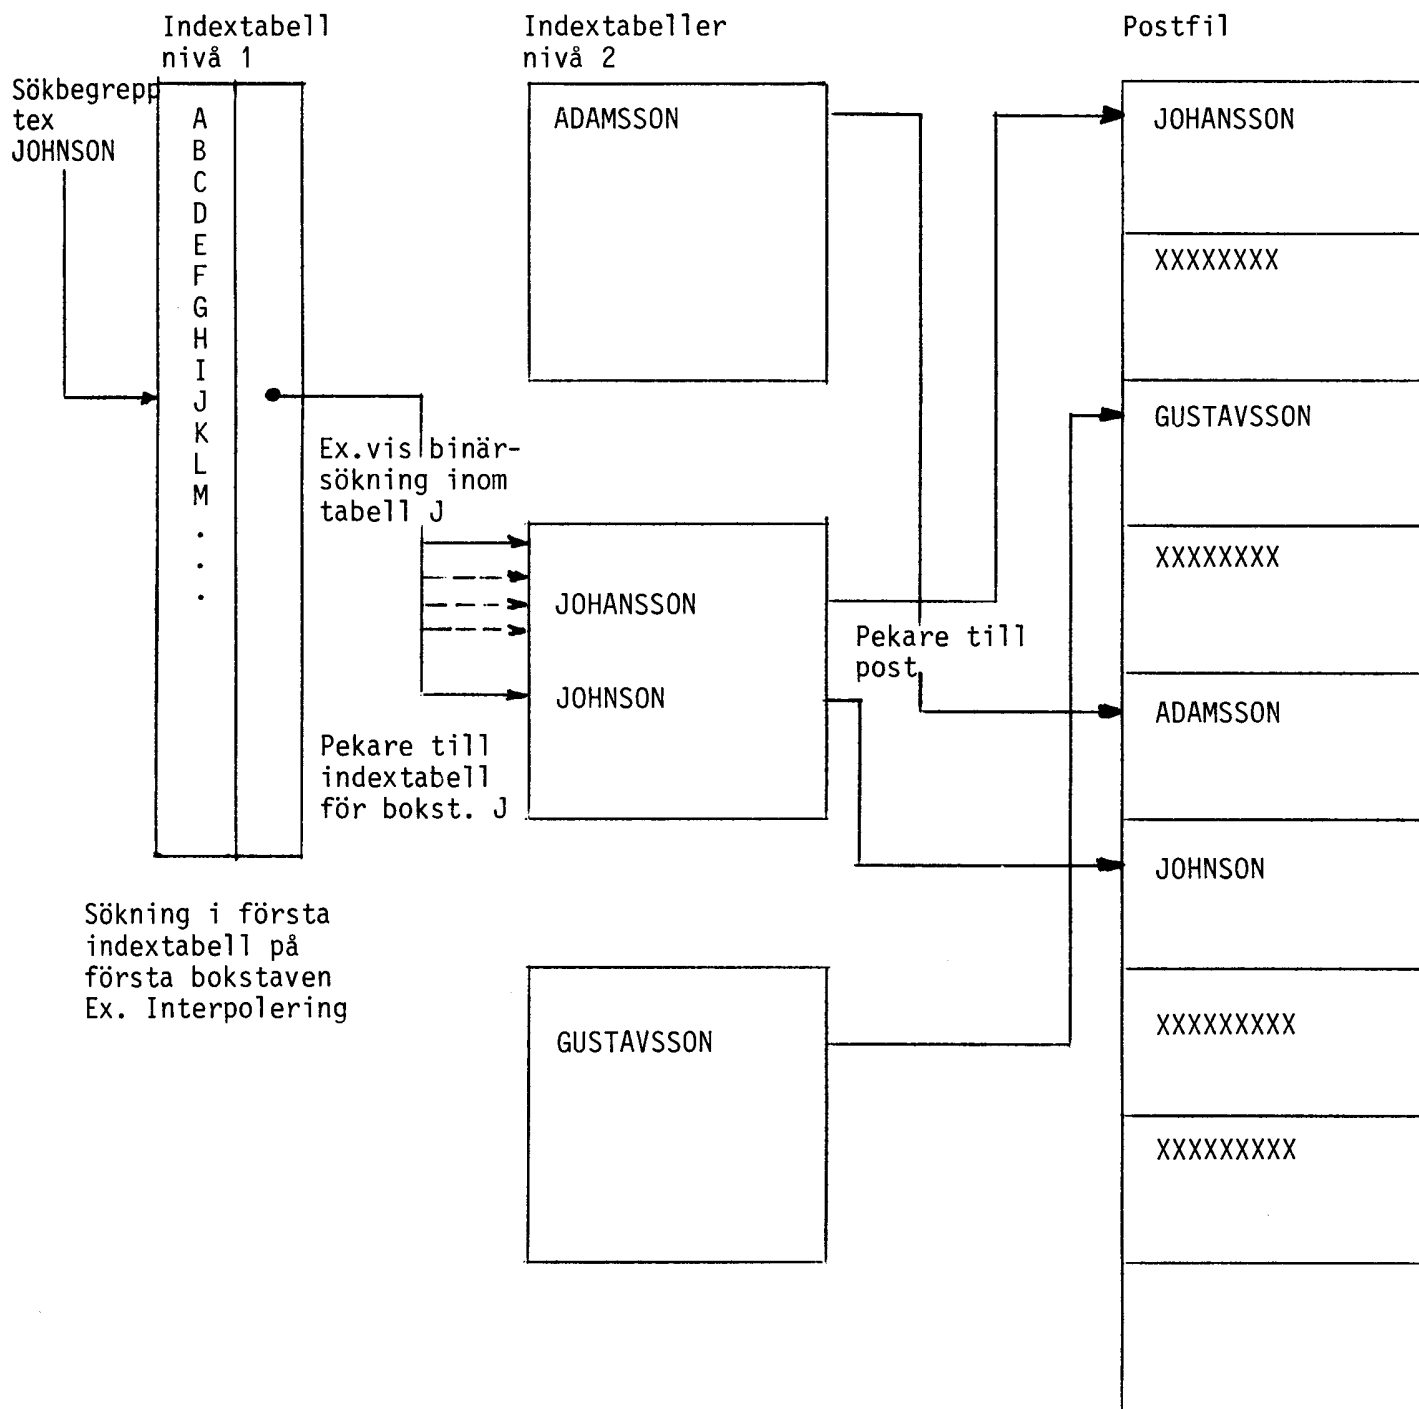 Indextabell
nivå 1
Indextabeller
nivå 2
Postfil
Sökbegrepp
tex
JOHNSON
A
B
C
D
E
F
G
H
I
J
K
L
M
.
.
.
Ex.vis binär-
sökning inom
tabell J
Pekare till
indextabell
för bokst. J
Sökning i första
indextabell på
första bokstaven
Ex. Interpolering
ADAMSSON
JOHANSSON
JOHNSON
GUSTAVSSON
Pekare till
post
JOHANSSON
XXXXXXXX
GUSTAVSSON
XXXXXXXX
ADAMSSON
JOHNSON
XXXXXXXXX
XXXXXXXXX